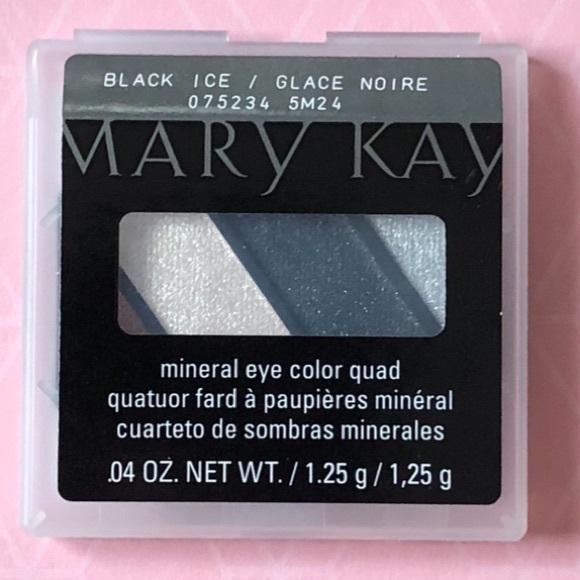 BLACK ICE / GLACE NOIRE
075234 5M24
MARY KAY
mineral eye color quad
quatuor fard à paupières minéral
cuarteto de sombras minerales
.04 OZ. NET WT. / 1.25 g / 1,25 g